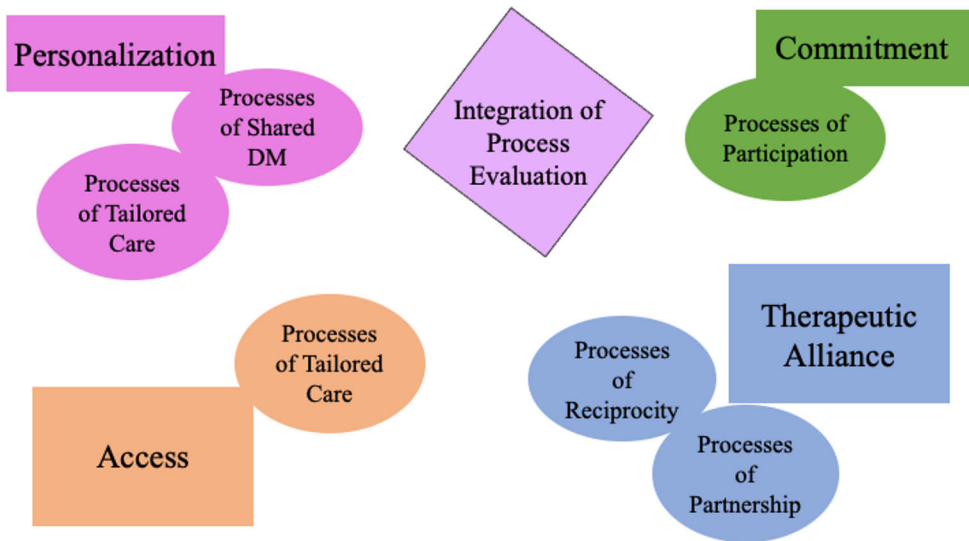 Personalization
Processes
of Shared
DM
Processes
of Tailored
Care
Integration of
Process
Evaluation
Commitment
Processes of
Participation
Processes
of Tailored
Care
Access
Therapeutic
Alliance
Processes
of
Reciprocity
Processes
of
Partnership